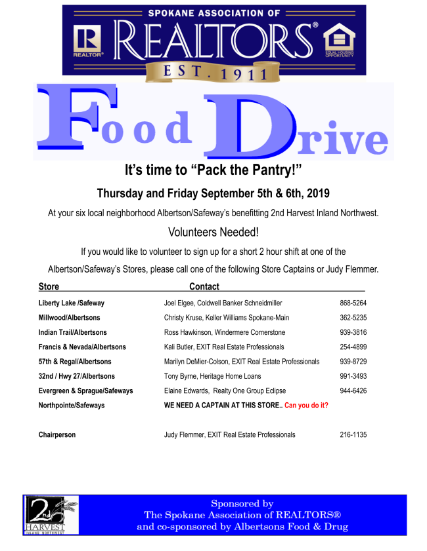 SPOKANE ASSOCIATION OF
REALTORS®
REALTOR®
EST. 1911
Food Drive
It's time to "Pack the Pantry!"
Thursday and Friday September 5th & 6th, 2019
At your six local neighborhood Albertson/Safeway's benefitting 2nd Harvest Inland Northwest.
Volunteers Needed!
If you would like to volunteer to sign up for a short 2 hour shift at one of the
Albertson/Safeway's Stores, please call one of the following Store Captains or Judy Flemmer.
Store Contact
Liberty Lake /Safeway Joel Elgee, Coldwell Banker Schneidmiller 868-5264
Millwood/Albertsons Christy Kruse, Keller Williams Spokane-Main 362-5235
Indian Trail/Albertsons Ross Hawkinson, Windermere Cornerstone 939-3816
Francis & Nevada/Albertsons Kali Butler, EXIT Real Estate Professionals 254-4899
57th & Regal/Albertsons Marilyn DeMier-Colson, EXIT Real Estate Professionals 939-8729
32nd / Hwy 27/Albertsons Tony Byrne, Heritage Home Loans 991-3493
Evergreen & Sprague/Safeways Elaine Edwards, Realty One Group Eclipse 944-6426
Northpointe/Safeways WE NEED A CAPTAIN AT THIS STORE.. Can you do it?
Chairperson Judy Flemmer, EXIT Real Estate Professionals 216-1135
2nd
HARVEST
Sponsored by
The Spokane Association of REALTORS®
and co-sponsored by Albertsons Food & Drug